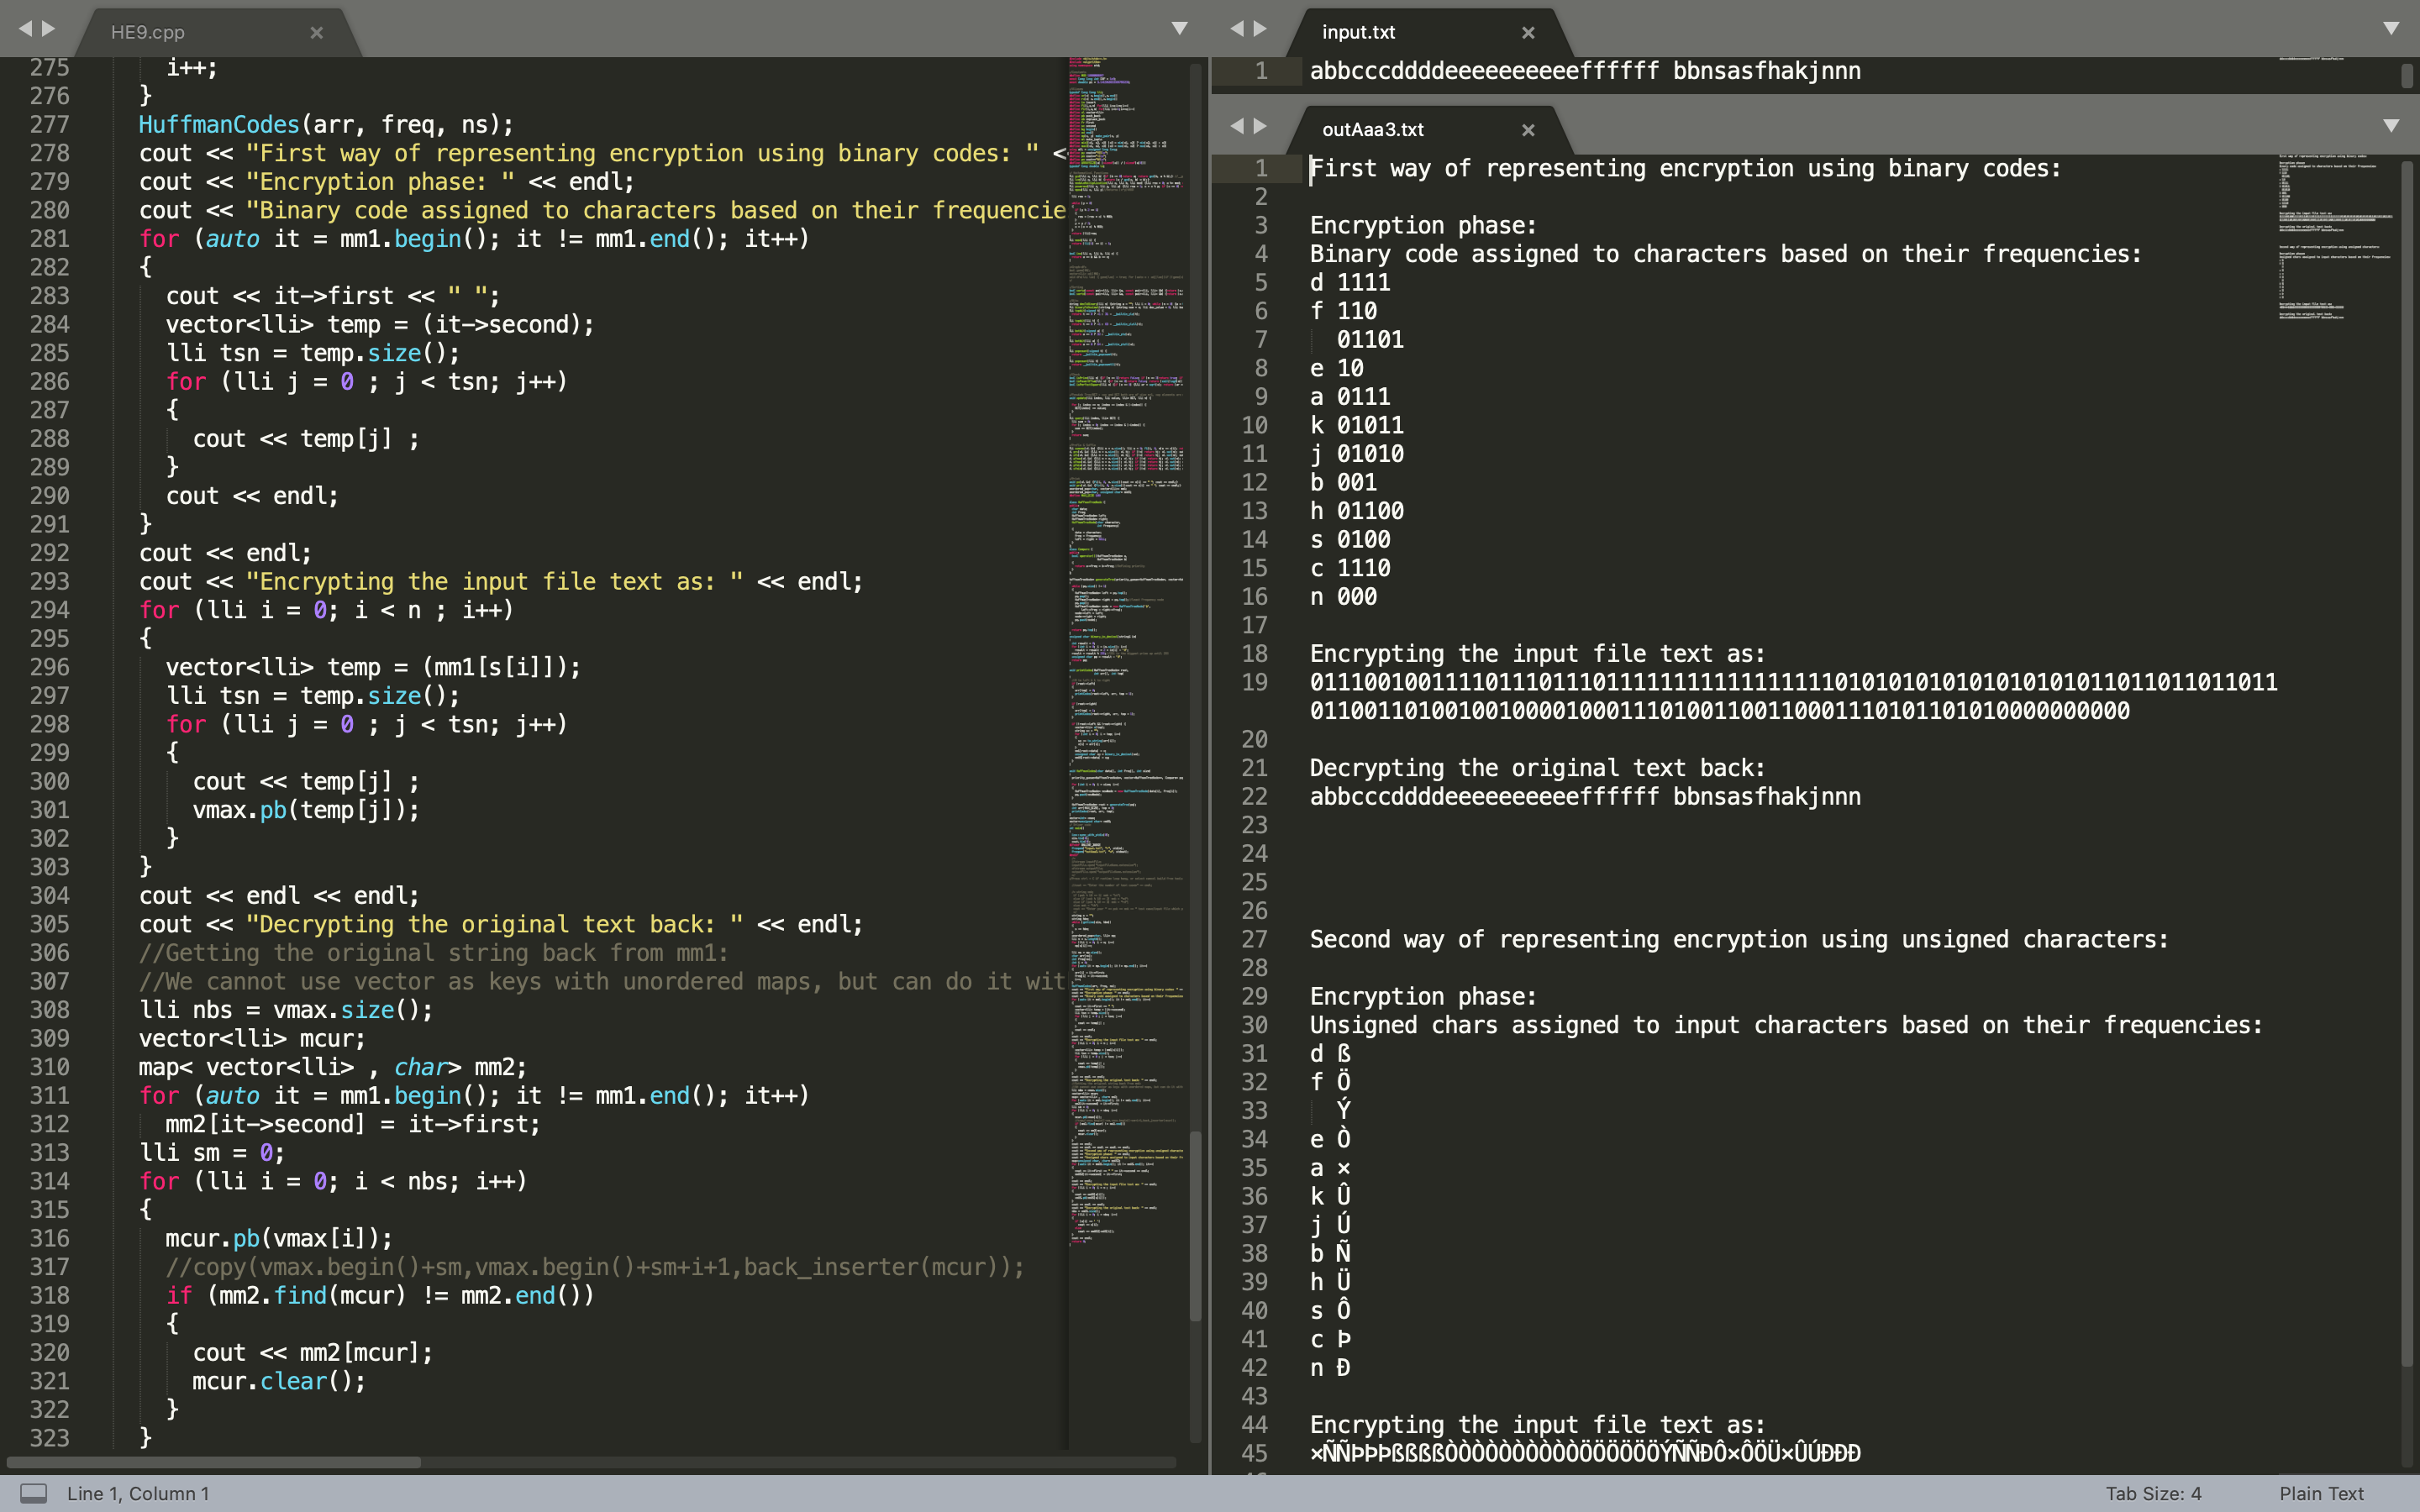 HE9.cpp
275 i++;
276 }
277 HuffmanCodes(arr, freq, ns);
278 cout << "First way of representing encryption using binary codes: " <
279 cout << "Encryption phase: " << endl;
280 cout << "Binary code assigned to characters based on their frequencie
281 for (auto it = mm1.begin(); it != mm1.end(); it++)
282 {
283 cout << it->first << " ";
284 vector<lli> temp = (it->second);
285 lli tsn = temp.size();
286 for (lli j = 0 ; j < tsn; j++)
287 {
288 cout << temp[j] ;
289 }
290 cout << endl;
291 }
292 cout << endl;
293 cout << "Encrypting the input file text as: " << endl;
294 for (lli i = 0; i < n ; i++)
295 {
296 vector<lli> temp = (mm1[s[i]]);
297 lli tsn = temp.size();
298 for (lli j = 0 ; j < tsn; j++)
299 {
300 cout << temp[j] ;
301 vmax.pb(temp[j]);
302 }
303 }
304 cout << endl << endl;
305 cout << "Decrypting the original text back: " << endl;
306 //Getting the original string back from mm1:
307 //We cannot use vector as keys with unordered maps, but can do it wit
308 lli nbs = vmax.size();
309 vector<lli> mcur;
310 map< vector<lli> , char> mm2;
311 for (auto it = mm1.begin(); it != mm1.end(); it++)
312 mm2[it->second] = it->first;
313 lli sm = 0;
314 for (lli i = 0; i < nbs; i++)
315 {
316 mcur.pb(vmax[i]);
317 //copy(vmax.begin()+sm,vmax.begin()+sm+i+1,back_inserter(mcur));
318 if (mm2.find(mcur) != mm2.end())
319 {
320 cout << mm2[mcur];
321 mcur.clear();
322 }
323 }
input.txt
1 abbcccddddeeeeeeeeeeffffff bbnsasfhakjnnn
outAaa3.txt
1 First way of representing encryption using binary codes:
2
3 Encryption phase:
4 Binary code assigned to characters based on their frequencies:
5 d 1111
6 f 110
7 01101
8 e 10
9 a 0111
10 k 01011
11 j 01010
12 b 001
13 h 01100
14 s 0100
15 c 1110
16 n 000
17
18 Encrypting the input file text as:
19
20
21 Decrypting the original text back:
22 abbcccddddeeeeeeeeeeffffff bbnsasfhakjnnn
23
24
25
26
27 Second way of representing encryption using unsigned characters:
28
29 Encryption phase:
30 Unsigned chars assigned to input characters based on their frequencies:
31 d ß
32 f Ö
33 Ý
34 e Ò
35 a ×
36 k Û
37 j Ú
38 b Ñ
39 h Ü
40 s Ô
41 c Þ
42 n Ð
43
44 Encrypting the input file text as:
45 ×ÑÑÞÞÞßßßßÒÒÒÒÒÒÒÒÒÒÖÖÖÖÖÖÝÑÑÐÔ×ÔÖÜ×ÛÚÐÐÐ
Line 1, Column 1
Tab Size: 4
Plain Text